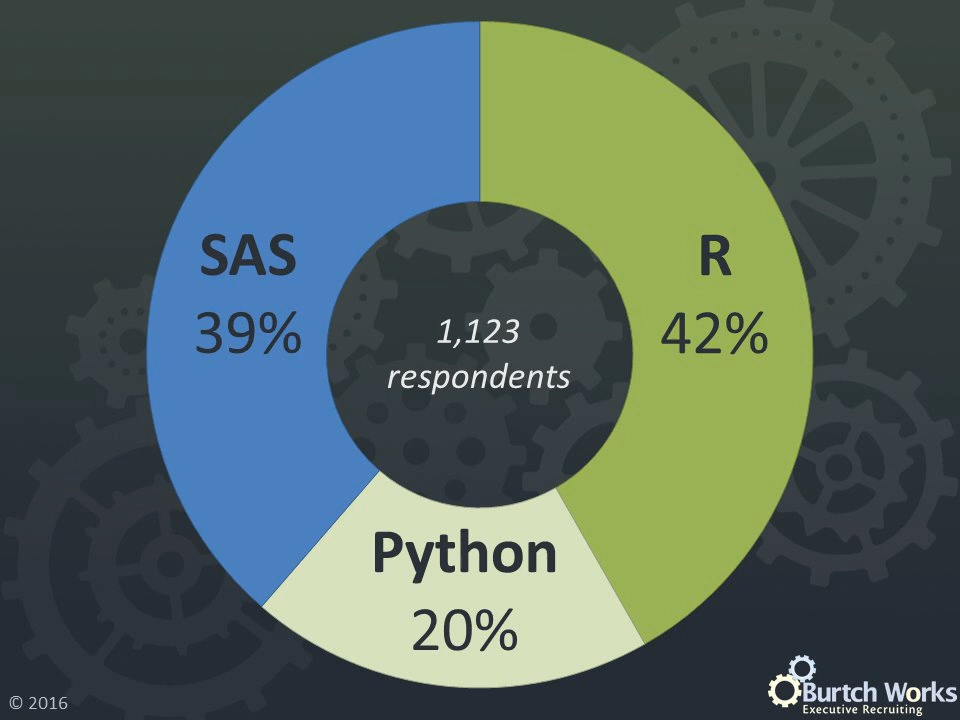 SAS
39%
R
42%
1,123
respondents
Python
20%
© 2016
Burtch Works
Executive Recruiting